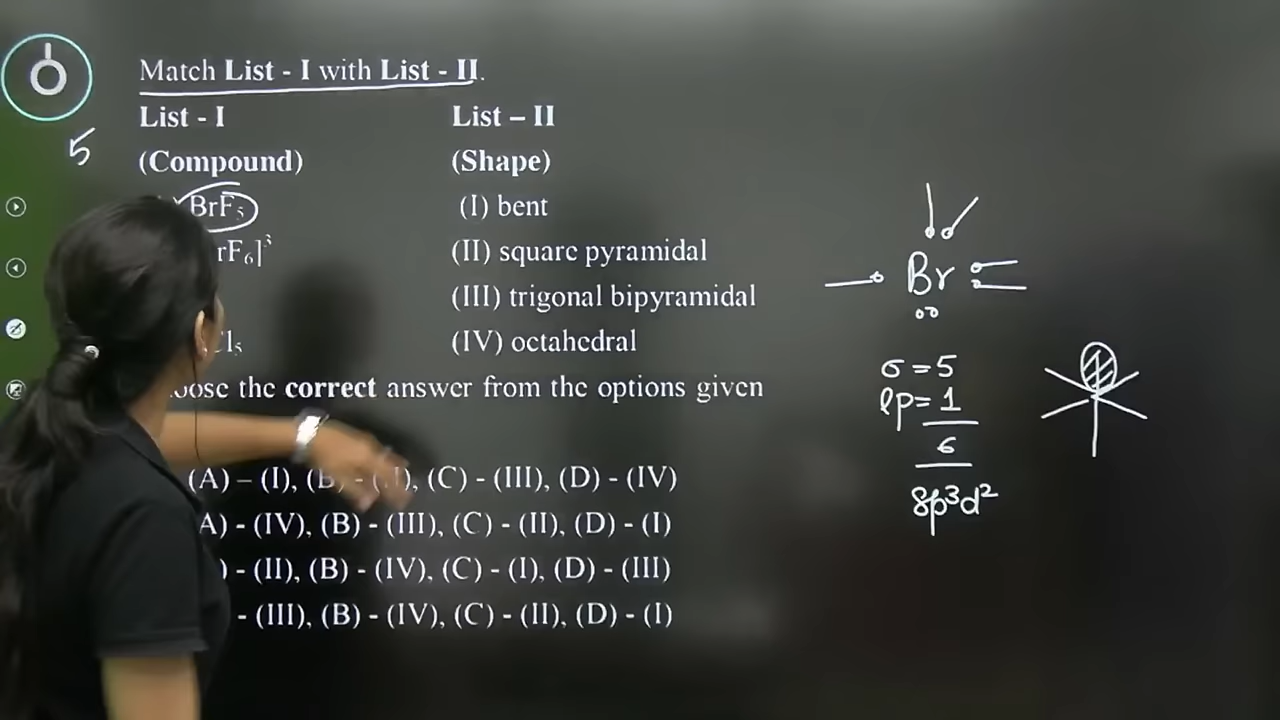 Match List - I with List - II.
List - I List – II
5
(Compound) (Shape)
BrF5 (I) bent
rF6]3 (II) square pyramidal
(III) trigonal bipyramidal
Cl5 (IV) octahedral
the correct answer from the options given
(A) – (I), (C) - (III), (D) - (IV)
A) - (IV), (B) - (III), (C) - (II), (D) - (I)
) - (II), (B) - (IV), (C) - (I), (D) - (III)
- (III), (B) - (IV), (C) - (II), (D) - (I)
Br
σ = 5
lp = 1
6
sp³d²